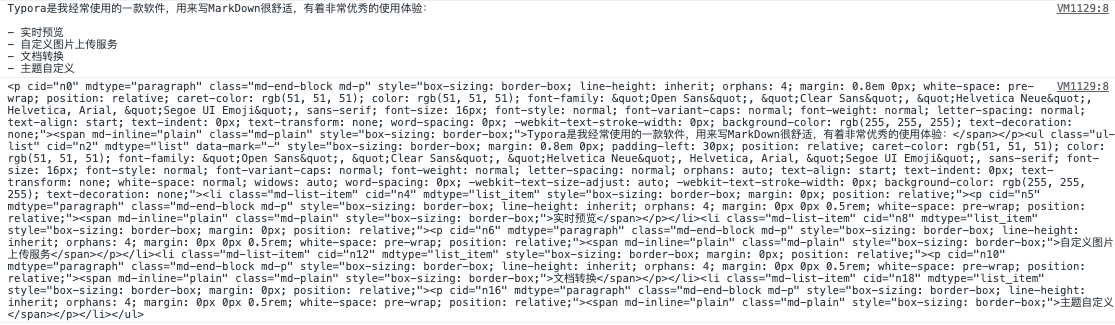 Typora是我经常使用的一款软件，用来写MarkDown很舒适，有着非常优秀的使用体验： VM1129:8
- 实时预览
- 自定义图片上传服务
- 文档转换
- 主题自定义
<p cid="n0" mdtype="paragraph" class="md-end-block md-p" style="box-sizing: border-box; line-height: inherit; orphans: 4; margin: 0.8em 0px; white-space: pre- VM1129:8
wrap; position: relative; caret-color: rgb(51, 51, 51); color: rgb(51, 51, 51); font-family: &quot;Open Sans&quot;, &quot;Clear Sans&quot;, &quot;Helvetica Neue&quot;,
Helvetica, Arial, &quot;Segoe UI Emoji&quot;, sans-serif; font-size: 16px; font-style: normal; font-variant-caps: normal; font-weight: normal; letter-spacing: normal;
text-align: start; text-indent: 0px; text-transform: none; word-spacing: 0px; -webkit-text-stroke-width: 0px; background-color: rgb(255, 255, 255); text-decoration:
none;"><span md-inline="plain" class="md-plain" style="box-sizing: border-box;">Typora是我经常使用的一款软件，用来写MarkDown很舒适，有着非常优秀的使用体验：</span></p><ul class="ul-
list" cid="n2" mdtype="list" data-mark="-" style="box-sizing: border-box; margin: 0.8em 0px; padding-left: 30px; position: relative; caret-color: rgb(51, 51, 51); color:
rgb(51, 51, 51); font-family: &quot;Open Sans&quot;, &quot;Clear Sans&quot;, &quot;Helvetica Neue&quot;, Helvetica, Arial, &quot;Segoe UI Emoji&quot;, sans-serif; font-
size: 16px; font-style: normal; font-variant-caps: normal; font-weight: normal; letter-spacing: normal; orphans: auto; text-align: start; text-indent: 0px; text-
transform: none; white-space: normal; widows: auto; word-spacing: 0px; -webkit-text-size-adjust: auto; -webkit-text-stroke-width: 0px; background-color: rgb(255, 255,
255); text-decoration: none;"><li class="md-list-item" cid="n4" mdtype="list_item" style="box-sizing: border-box; margin: 0px; position: relative;"><p cid="n5"
mdtype="paragraph" class="md-end-block md-p" style="box-sizing: border-box; line-height: inherit; orphans: 4; margin: 0px 0px 0.5rem; white-space: pre-wrap; position:
relative;"><span md-inline="plain" class="md-plain" style="box-sizing: border-box;">实时预览</span></p></li><li class="md-list-item" cid="n8" mdtype="list_item"
style="box-sizing: border-box; margin: 0px; position: relative;"><p cid="n6" mdtype="paragraph" class="md-end-block md-p" style="box-sizing: border-box; line-height:
inherit; orphans: 4; margin: 0px 0px 0.5rem; white-space: pre-wrap; position: relative;"><span md-inline="plain" class="md-plain" style="box-sizing: border-box;">自定义图片
上传服务</span></p></li><li class="md-list-item" cid="n12" mdtype="list_item" style="box-sizing: border-box; margin: 0px; position: relative;"><p cid="n10"
mdtype="paragraph" class="md-end-block md-p" style="box-sizing: border-box; line-height: inherit; orphans: 4; margin: 0px 0px 0.5rem; white-space: pre-wrap; position:
relative;"><span md-inline="plain" class="md-plain" style="box-sizing: border-box;">文档转换</span></p></li><li class="md-list-item" cid="n18" mdtype="list_item"
style="box-sizing: border-box; margin: 0px; position: relative;"><p cid="n16" mdtype="paragraph" class="md-end-block md-p" style="box-sizing: border-box; line-height:
inherit; orphans: 4; margin: 0px 0px 0.5rem; white-space: pre-wrap; position: relative;"><span md-inline="plain" class="md-plain" style="box-sizing: border-box;">主题自定义
</span></p></li></ul>